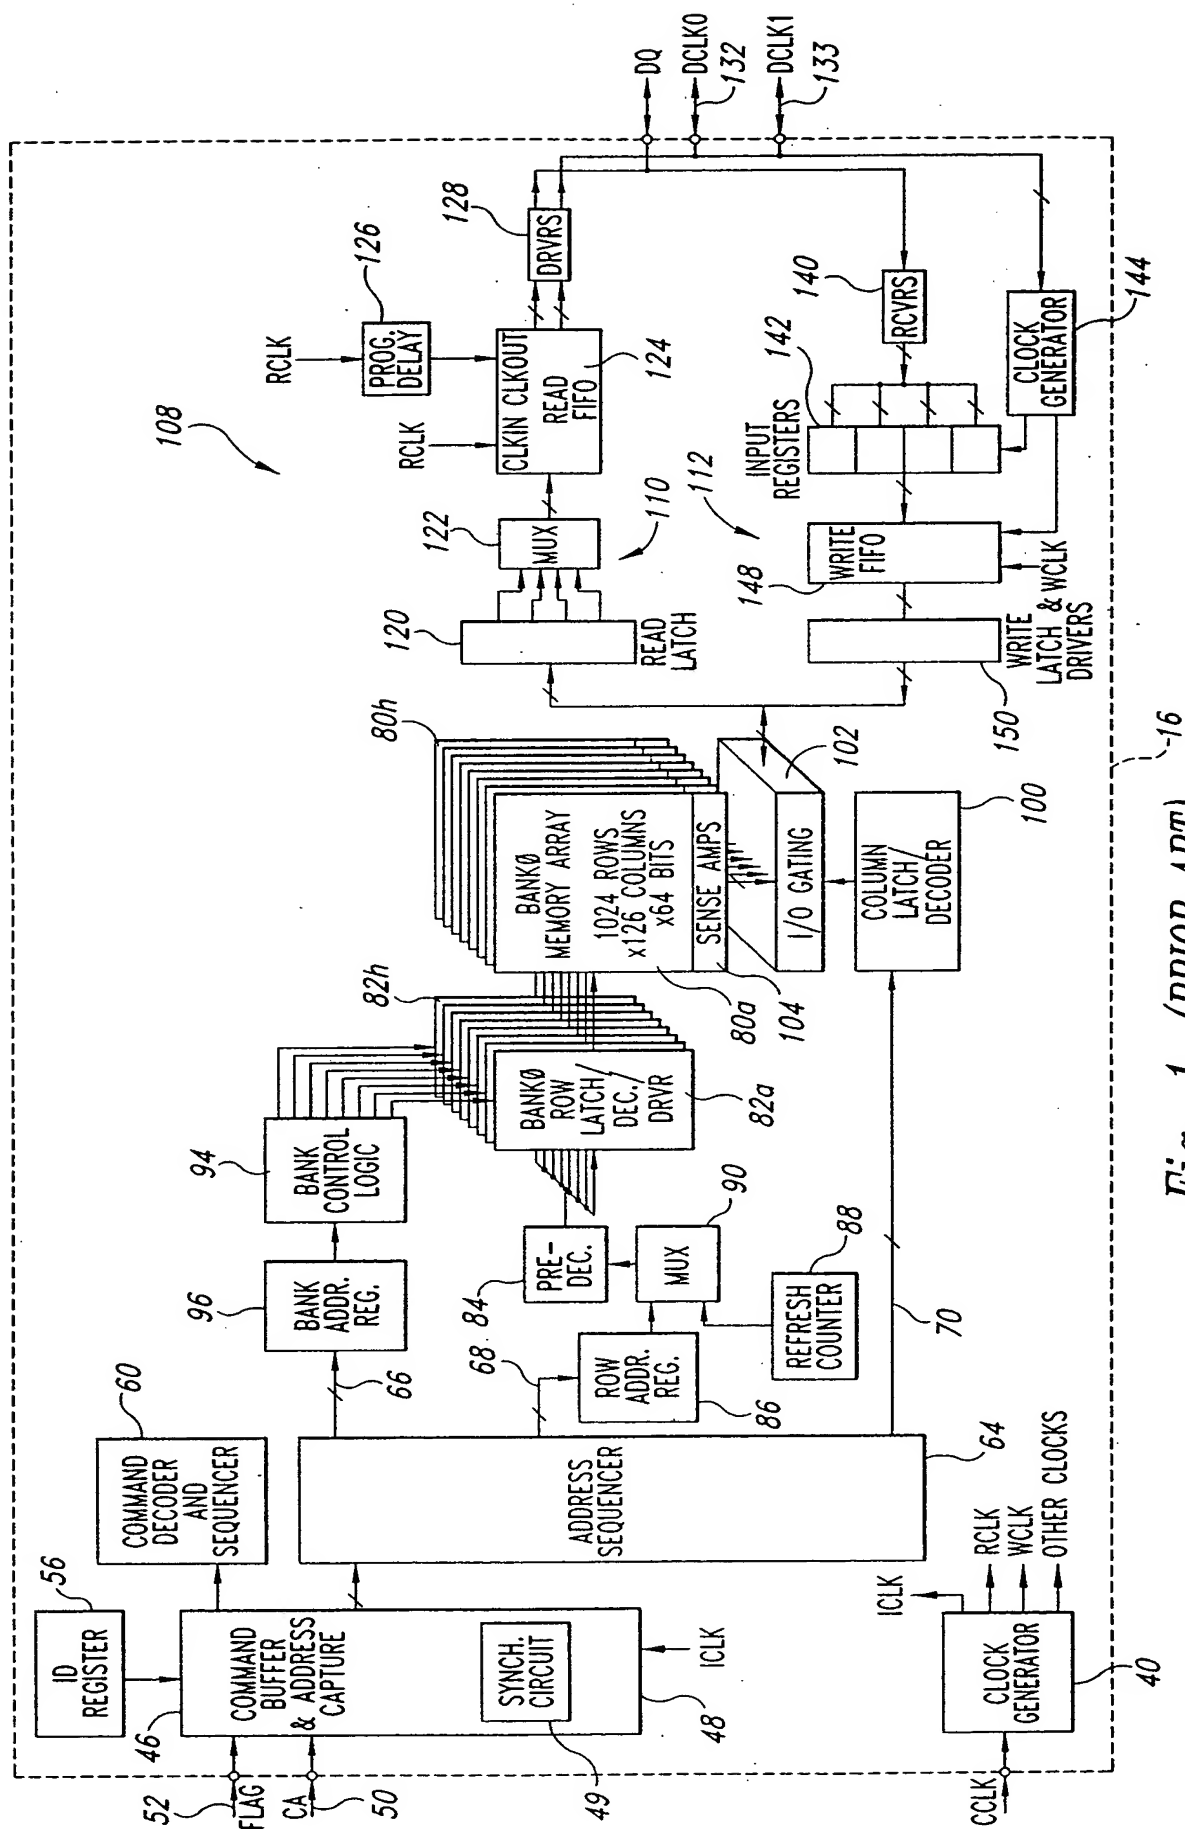 108
RCLK
126
PROG.
DELAY
128
DRVRS
DQ
DCLK0
132
DCLK1
133
RCLK
CLKIN CLKOUT
READ
FIFO
124
122
MUX
110
120
READ
LATCH
112
INPUT
REGISTERS
142
140
RCVRS
CLOCK
GENERATOR
144
148
WRITE
FIFO
WCLK
WRITE
LATCH &
DRIVERS
150
80h
BANKØ
MEMORY ARRAY
1024 ROWS
x126 COLUMNS
x64 BITS
SENSE AMPS
80a
104
102
I/O GATING
COLUMN
LATCH/
DECODER
100
82h
BANKØ
ROW
LATCH/
DEC./
DRVR
82a
94
BANK
CONTROL
LOGIC
96
BANK
ADDR.
REG.
66
84
PRE-
DEC.
90
MUX
88
REFRESH
COUNTER
68
ROW
ADDR.
REG.
86
70
60
COMMAND
DECODER
AND
SEQUENCER
ADDRESS
SEQUENCER
64
56
ID
REGISTER
46
COMMAND
BUFFER
& ADDRESS
CAPTURE
SYNCH.
CIRCUIT
49
48
ICLK
52
FLAG
CA
50
ICLK
RCLK
WCLK
OTHER CLOCKS
CLOCK
GENERATOR
40
CCLK
16
Fig. 1 (PRIOR ART)